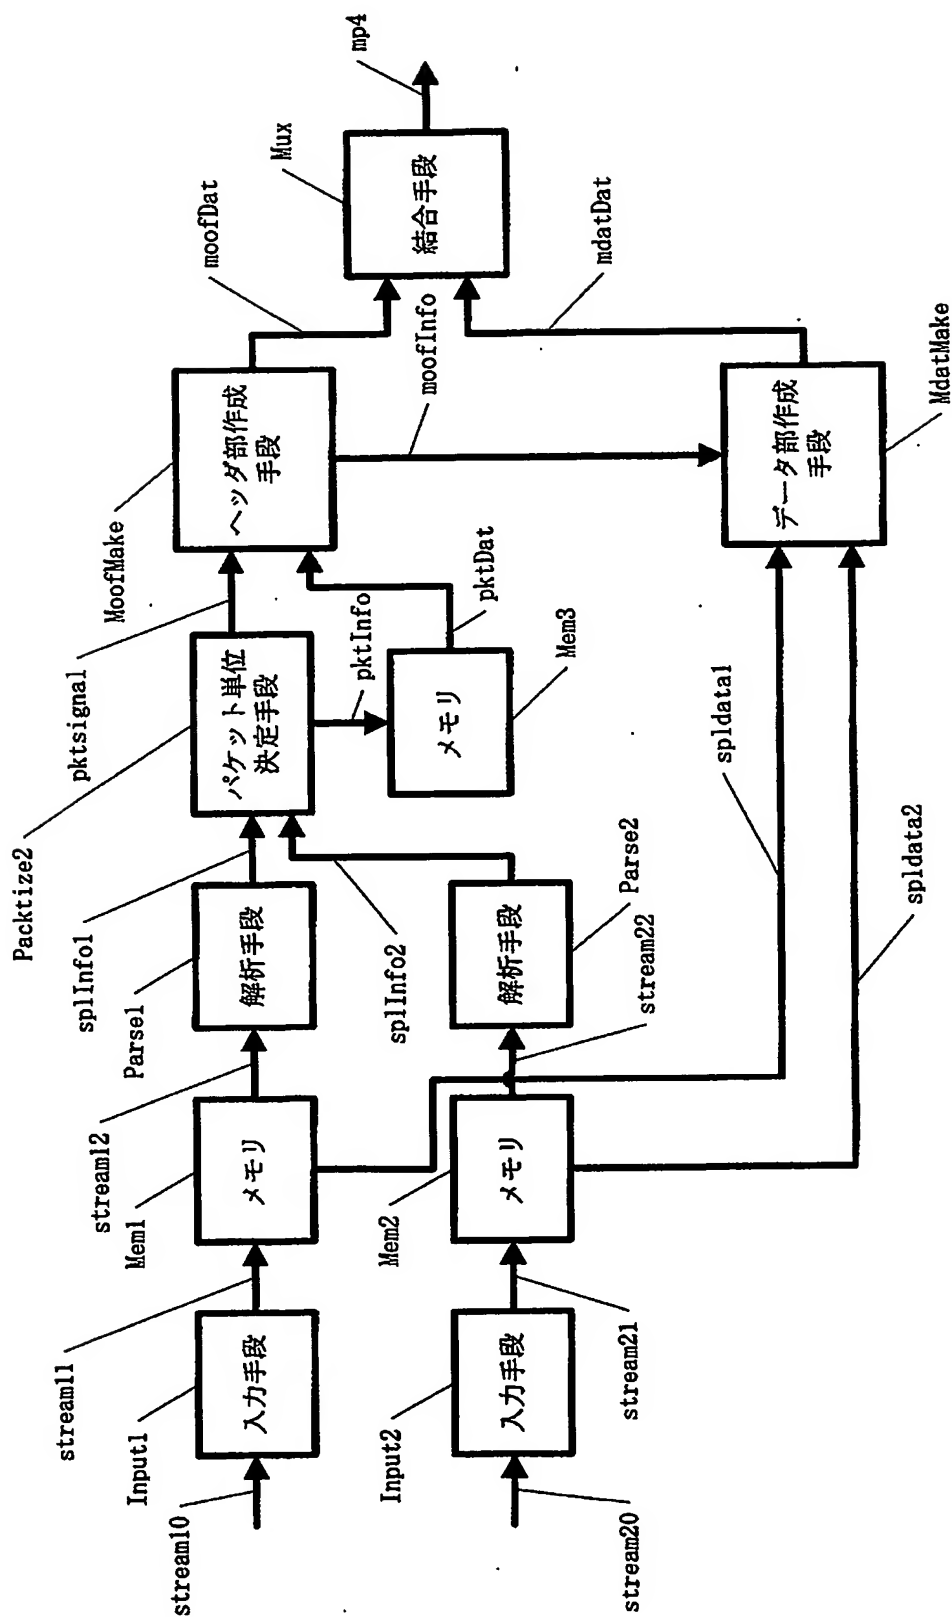 stream10
Input1
入力手段
stream11
Mem1
メモリ
stream12
Parse1
解析手段
splInfo1
Packtize2
パケット単位
決定手段
pktsignal
MoofMake
ヘッダ部作成
手段
moofDat
Mux
結合手段
mp4
stream20
Input2
入力手段
stream21
Mem2
メモリ
stream22
Parse2
解析手段
splInfo2
pktInfo
メモリ
Mem3
pktDat
moofInfo
mdatDat
spldata1
spldata2
データ部作成
手段
MdatMake